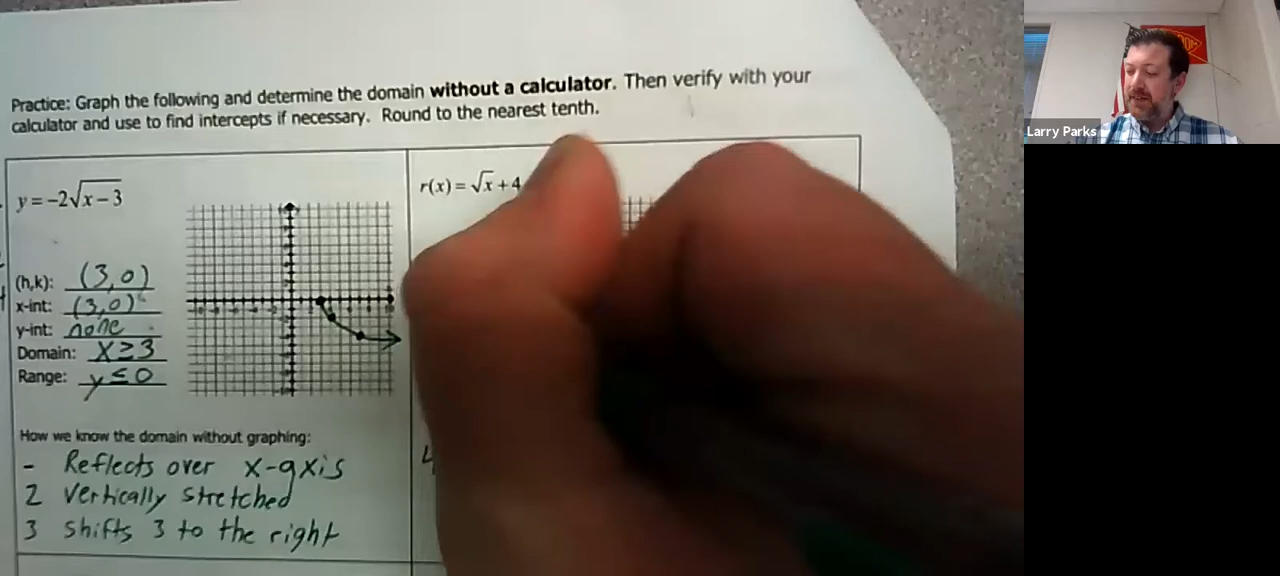 Practice: Graph the following and determine the domain without a calculator. Then verify with your
calculator and use to find intercepts if necessary. Round to the nearest tenth.
y = -2√x-3
(h,k): (3,0)
x-int: (3,0)
y-int: none
Domain: x≥3
Range: y≤0
How we know the domain without graphing:
- Reflects over x-axis
2 Vertically stretched
3 shifts 3 to the right
r(x) = √x + 4
4
Larry Parks